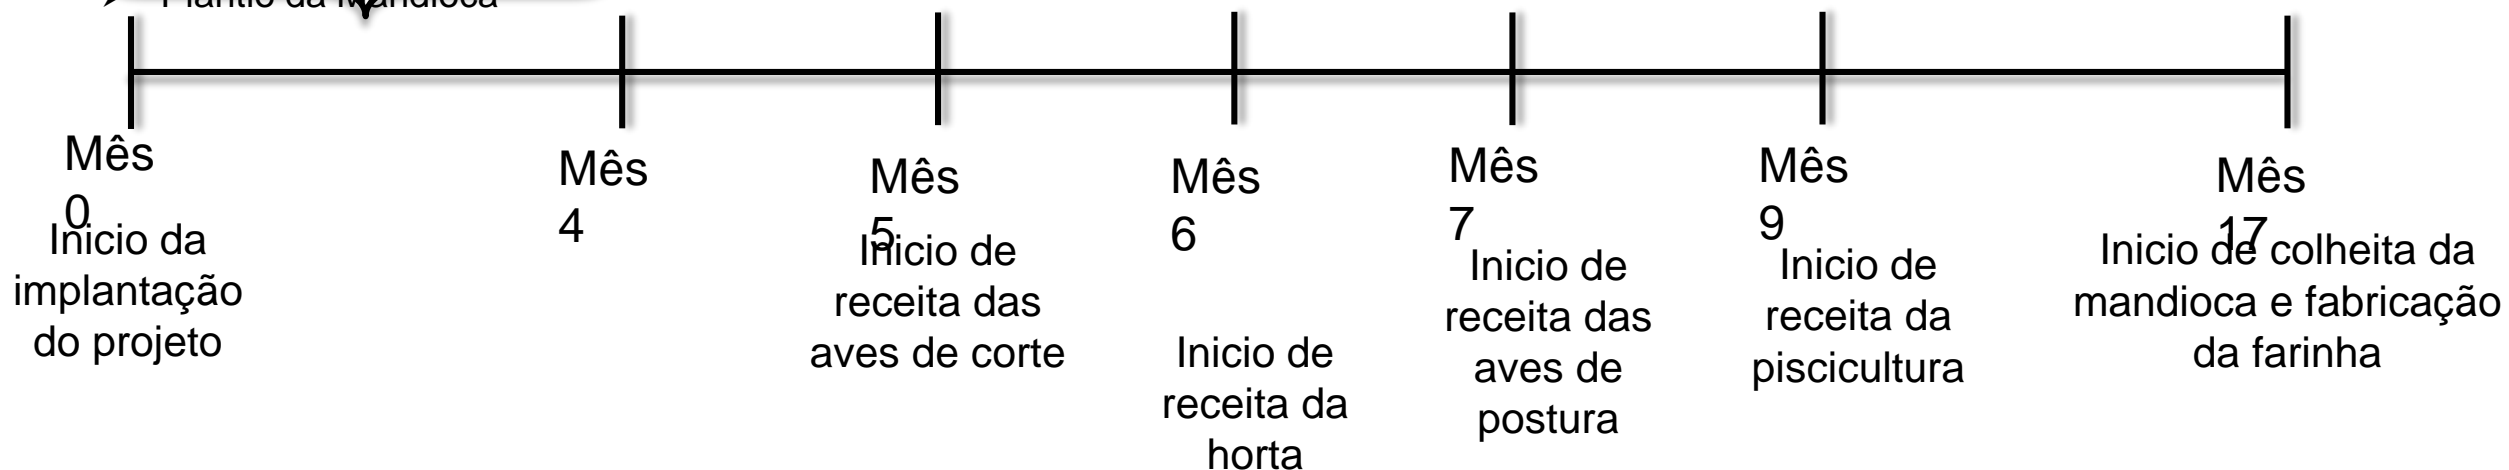 Plantio da Mandioca
Mês
0
Inicio da
implantação
do projeto
Mês
4
Mês
5
Inicio de
receita das
aves de corte
Mês
6
Inicio de
receita da
horta
Mês
7
Inicio de
receita das
aves de
postura
Mês
9
Inicio de
receita da
piscicultura
Mês
17
Inicio de colheita da
mandioca e fabricação
da farinha